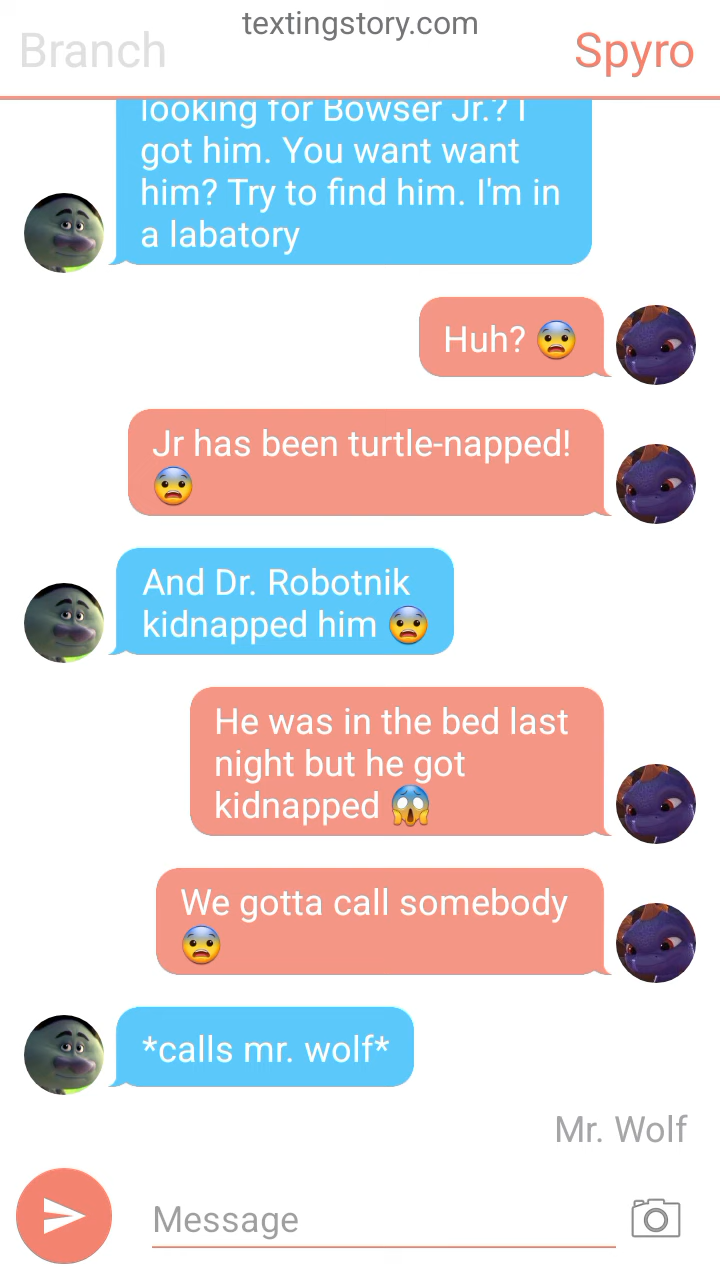 textingstory.com
Branch
Spyro
looking for Bowser Jr.? I
got him. You want want
him? Try to find him. I'm in
a labatory
Huh? 😨
Jr has been turtle-napped!
😨
And Dr. Robotnik
kidnapped him 😨
He was in the bed last
night but he got
kidnapped 😱
We gotta call somebody
😨
*calls mr. wolf*
Mr. Wolf
Message